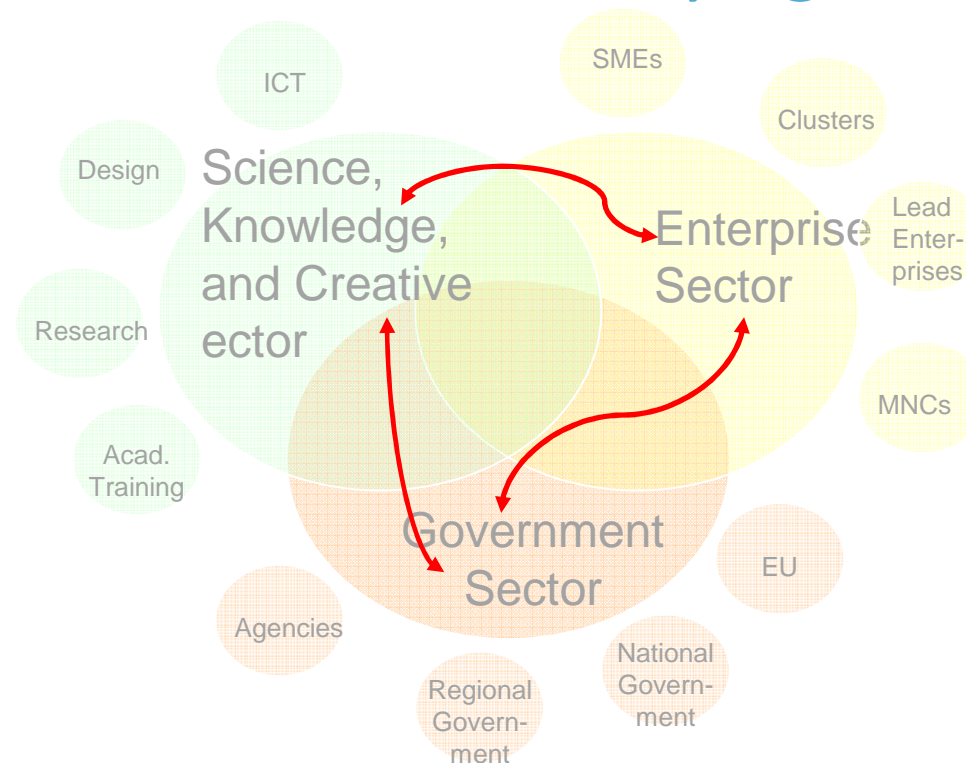 ICT
SMEs
Clusters
Design
Science,
Knowledge,
and Creative
ector
Enterprise
Sector
Lead
Enter-
prises
Research
MNCs
Acad.
Training
Government
Sector
EU
Agencies
National
Govern-
ment
Regional
Govern-
ment